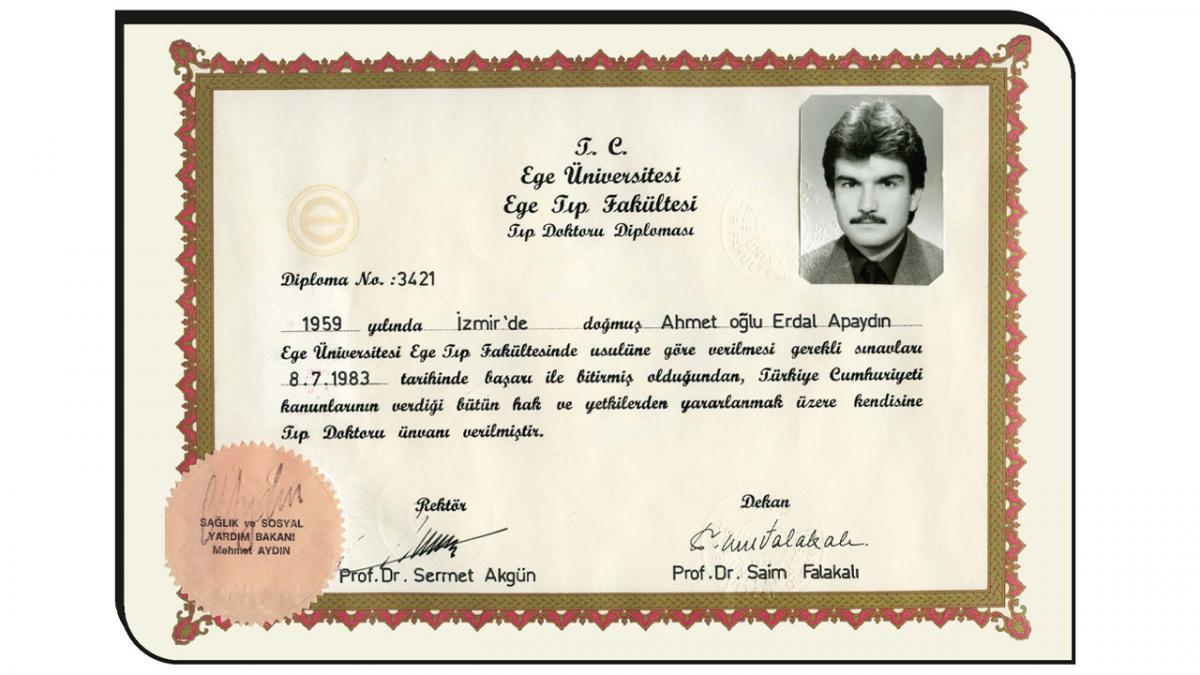 T. C.
Ege Üniversitesi
Ege Tıp Fakültesi
Tıp Doktoru Diploması
e
Diploma No. :3421
1959 yılında İzmir'de doğmuş Ahmet oğlu Erdal Apaydın
Ege Üniversitesi Ege Tıp Fakültesinde usulüne göre verilmesi gerekli sınavları
8.7.1983 tarihinde başarı ile bitirmiş olduğundan, Türkiye Cumhuriyeti
kanunlarının verdiği bütün hak ve yetkilerden yararlanmak üzere kendisine
Tıp Doktoru ünvanı verilmiştir.
SAĞLIK ve SOSYAL
YARDIM BAKANI
Mehmet AYDIN
Rektör
Prof.Dr. Sermet Akgün
Dekan
Prof.Dr. Saim Falakalı